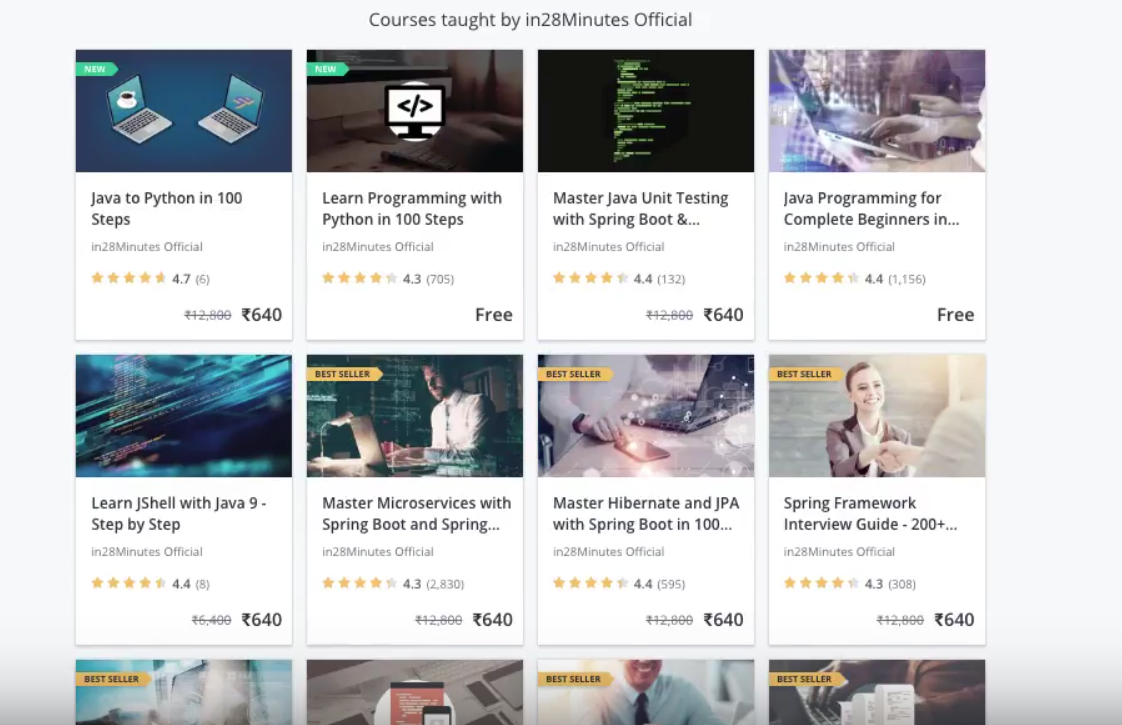 Courses taught by in28Minutes Official
NEW
Java to Python in 100
Steps
in28Minutes Official
4.7 (6)
₹12,800 ₹640
NEW
</>
Learn Programming with
Python in 100 Steps
in28Minutes Official
4.3 (705)
Free
Master Java Unit Testing
with Spring Boot &...
in28Minutes Official
4.4 (132)
₹12,800 ₹640
Java Programming for
Complete Beginners in...
in28Minutes Official
4.4 (1,156)
Free
Learn JShell with Java 9 -
Step by Step
in28Minutes Official
4.4 (8)
₹6,400 ₹640
BEST SELLER
Master Microservices with
Spring Boot and Spring...
in28Minutes Official
4.3 (2,830)
₹12,800 ₹640
BEST SELLER
Master Hibernate and JPA
with Spring Boot in 100...
in28Minutes Official
4.4 (595)
₹12,800 ₹640
BEST SELLER
Spring Framework
Interview Guide - 200+...
in28Minutes Official
4.3 (308)
₹12,800 ₹640
BEST SELLER
BEST SELLER
BEST SELLER